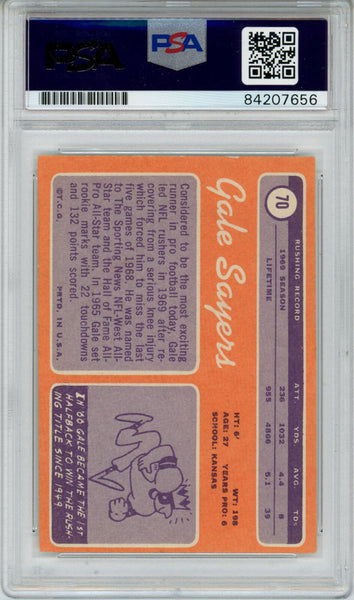 PSA
PSA
84207656
70
Gale Sayers
RUSHING RECORD ATT. YDS. AVG. TDs
1969 SEASON 236 1032 4.4 8
LIFETIME 955 4866 5.1 39
HT: 6' WT: 198
AGE: 27 YEARS PRO: 6
SCHOOL: KANSAS
Considered to be the most exciting
runner in pro football today, Gale
led NFL rushers in 1969 after re-
covering from a serious knee injury
which forced him to miss the last
five games of 1968. He was named
to The Sporting News NFL-West All-
Star team and the Hall of Fame All-
Pro All-Star team. In 1965 Gale set
rookie marks with 22 touchdowns
and 132 points scored.
©T.C.G. PRTD. IN U.S.A.
IN '66 GALE BECAME THE 1ST
HALFBACK TO WIN THE RUSH-
ING TITLE SINCE 1949.